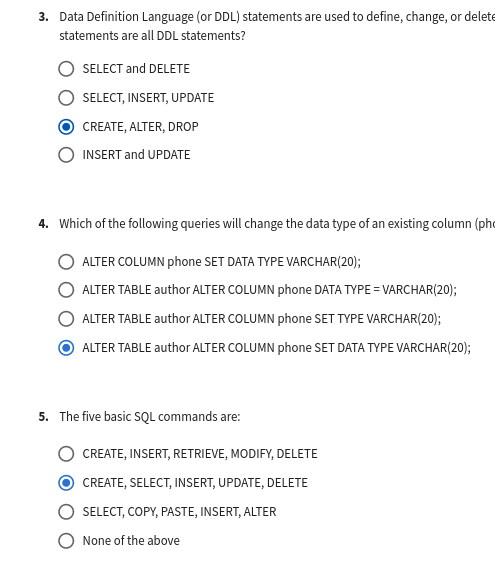 3. Data Definition Language (or DDL) statements are used to define, change, or delete
statements are all DDL statements?
SELECT and DELETE
SELECT, INSERT, UPDATE
CREATE, ALTER, DROP
INSERT and UPDATE
4. Which of the following queries will change the data type of an existing column (pho
ALTER COLUMN phone SET DATA TYPE VARCHAR(20);
ALTER TABLE author ALTER COLUMN phone DATA TYPE = VARCHAR(20);
ALTER TABLE author ALTER COLUMN phone SET TYPE VARCHAR(20);
ALTER TABLE author ALTER COLUMN phone SET DATA TYPE VARCHAR(20);
5. The five basic SQL commands are:
CREATE, INSERT, RETRIEVE, MODIFY, DELETE
CREATE, SELECT, INSERT, UPDATE, DELETE
SELECT, COPY, PASTE, INSERT, ALTER
None of the above